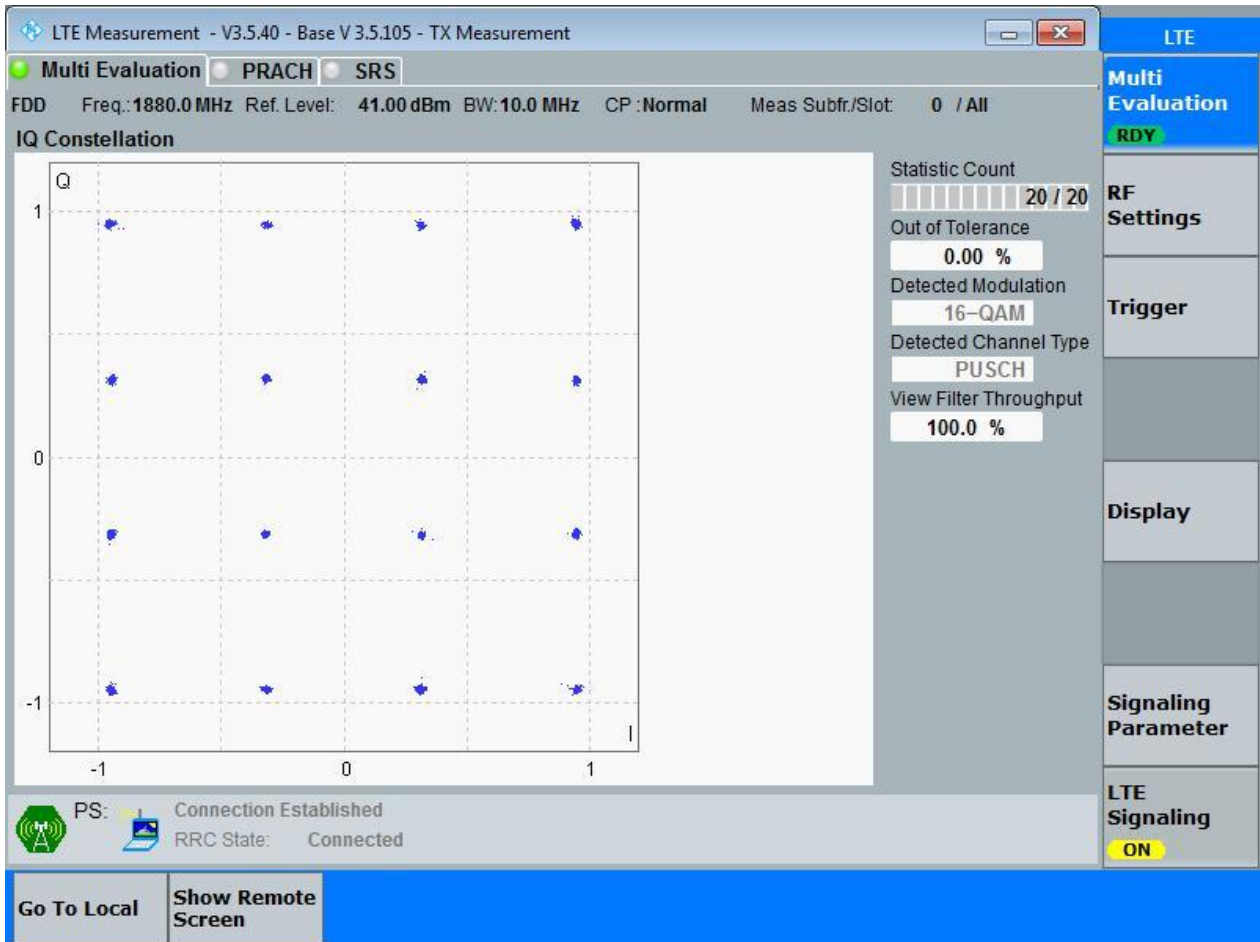 LTE Measurement - V3.5.40 - Base V 3.5.105 - TX Measurement
LTE
Multi Evaluation PRACH SRS
Multi
Evaluation
RDY
FDD Freq.: 1880.0 MHz Ref. Level: 41.00 dBm BW: 10.0 MHz CP : Normal Meas Subfr./Slot: 0 / All
IQ Constellation
Q
1
0
-1
I
-1 0 1
Statistic Count
20 / 20
Out of Tolerance
0.00 %
Detected Modulation
16-QAM
Detected Channel Type
PUSCH
View Filter Throughput
100.0 %
RF
Settings
Trigger
Display
Signaling
Parameter
LTE
Signaling
ON
PS: Connection Established
RRC State: Connected
Go To Local
Show Remote
Screen